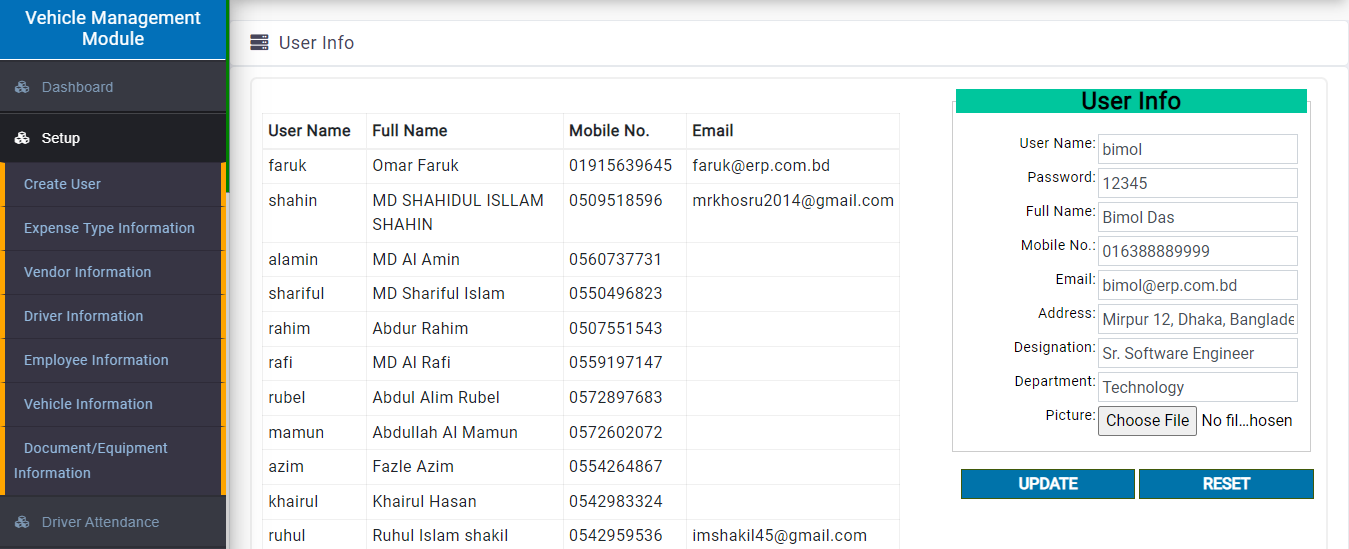 Vehicle Management
Module
Dashboard
Setup
Create User
Expense Type Information
Vendor Information
Driver Information
Employee Information
Vehicle Information
Document/Equipment
Information
Driver Attendance
User Info
User Name Full Name Mobile No. Email
faruk Omar Faruk 01915639645 faruk@erp.com.bd
shahin MD SHAHIDUL ISLLAM 0509518596 mrkhosru2014@gmail.com
SHAHIN
alamin MD Al Amin 0560737731
shariful MD Shariful Islam 0550496823
rahim Abdur Rahim 0507551543
rafi MD Al Rafi 0559197147
rubel Abdul Alim Rubel 0572897683
mamun Abdullah Al Mamun 0572602072
azim Fazle Azim 0554264867
khairul Khairul Hasan 0542983324
ruhul Ruhul Islam shakil 0542959536 imshakil45@gmail.com
User Info
User Name: bimol
Password: 12345
Full Name: Bimol Das
Mobile No.: 016388889999
Email: bimol@erp.com.bd
Address: Mirpur 12, Dhaka, Banglade
Designation: Sr. Software Engineer
Department: Technology
Picture: Choose File No fil...hosen
UPDATE RESET